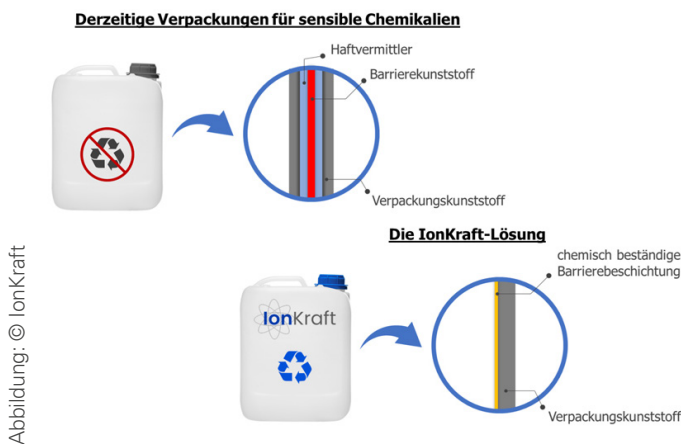 Derzeitige Verpackungen für sensible Chemikalien
Haftvermittler
Barrierekunststoff
Verpackungskunststoff
Die IonKraft-Lösung
chemisch beständige
Barrierebeschichtung
IonKraft
Verpackungskunststoff
Abbildung: © IonKraft